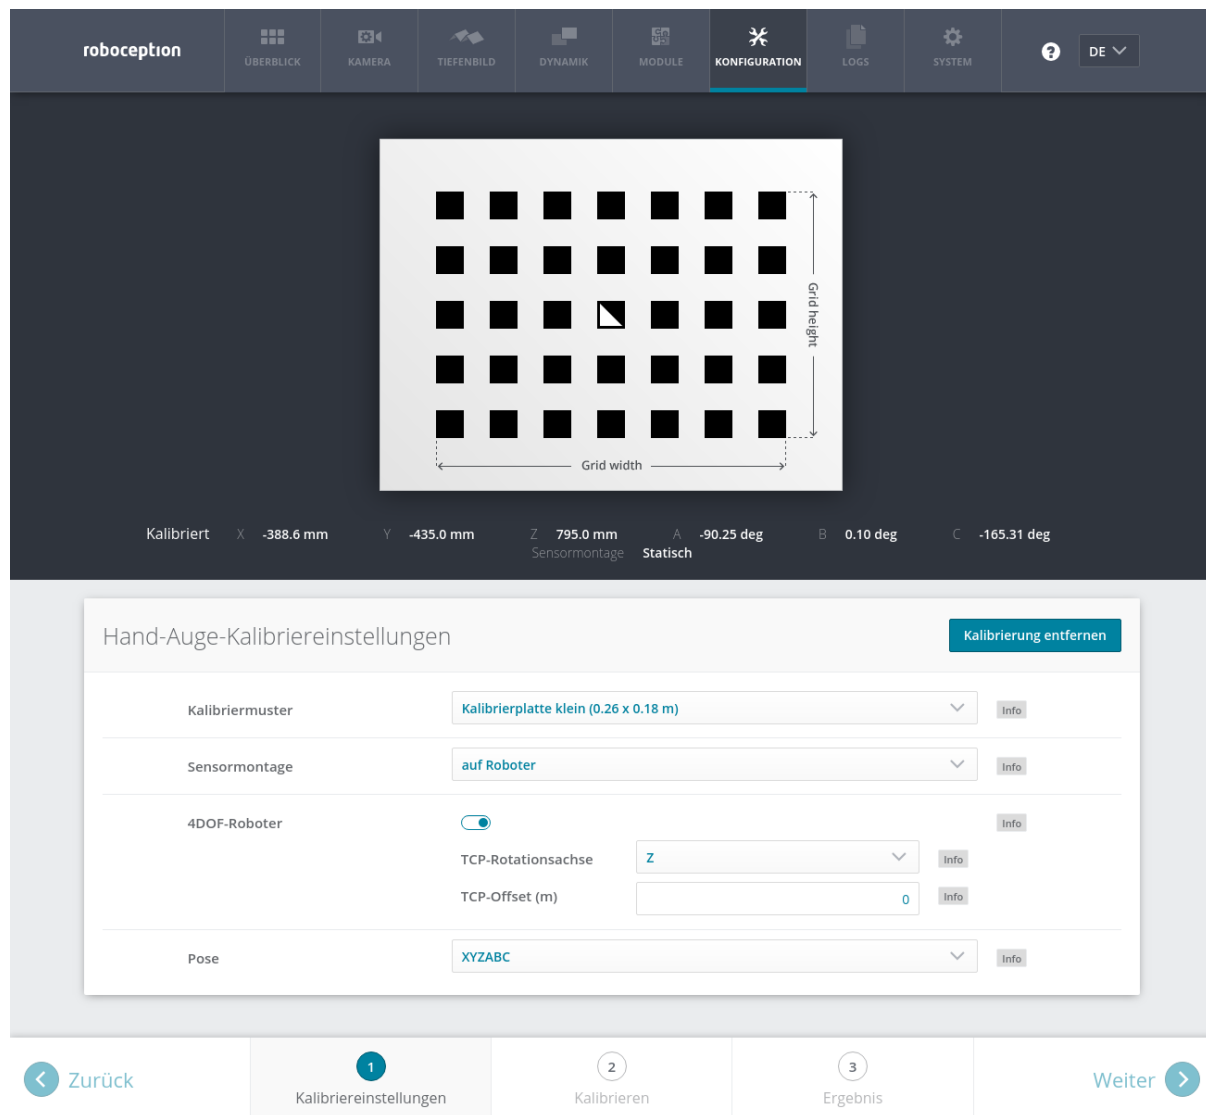 roboception
ÜBERBLICK
KAMERA
TIEFENBILD
DYNAMIK
MODULE
KONFIGURATION
LOGS
SYSTEM
?
DE
Grid height
Grid width
Kalibriert X -388.6 mm Y -435.0 mm Z 795.0 mm A -90.25 deg B 0.10 deg C -165.31 deg
Sensormontage Statisch
Hand-Auge-Kalibriereinstellungen
Kalibrierung entfernen
Kalibriermuster Kalibrierplatte klein (0.26 x 0.18 m) Info
Sensormontage auf Roboter Info
4DOF-Roboter Info
TCP-Rotationsachse Z Info
TCP-Offset (m) 0 Info
Pose XYZABC Info
Zurück
1
Kalibriereinstellungen
2
Kalibrieren
3
Ergebnis
Weiter